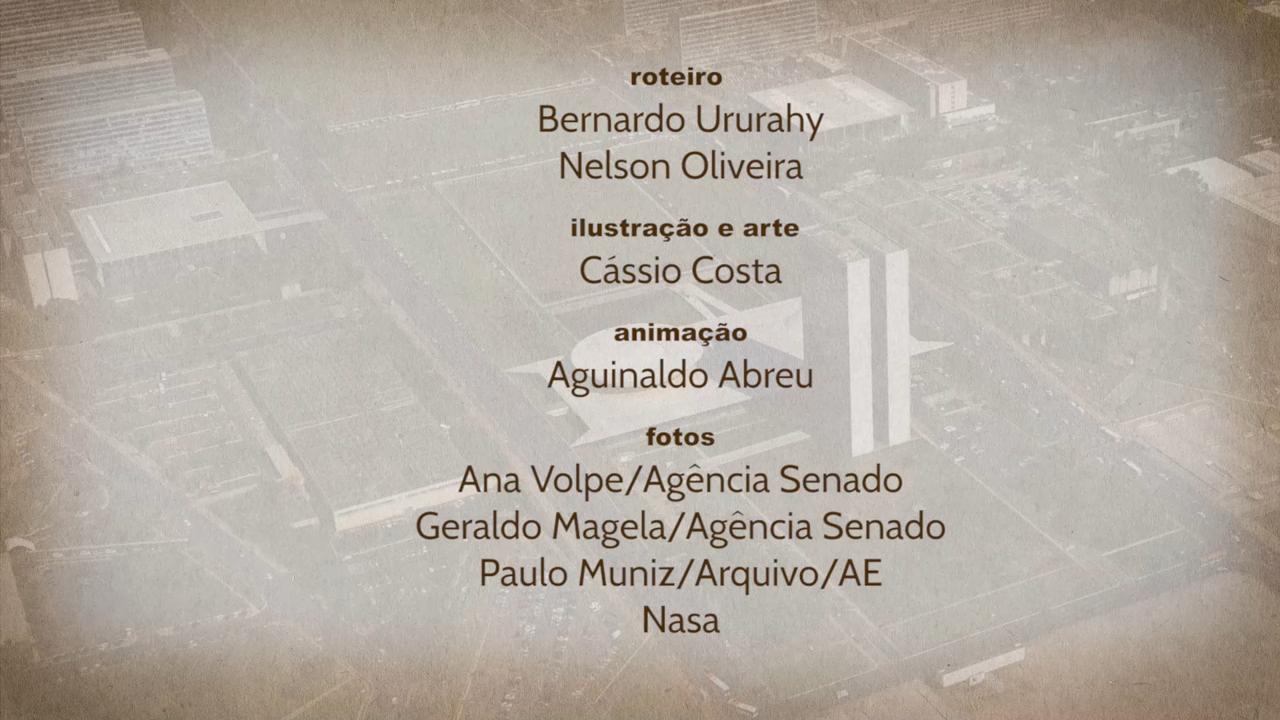 roteiro
Bernardo Ururahy
Nelson Oliveira
ilustração e arte
Cássio Costa
animação
Aguinaldo Abreu
fotos
Ana Volpe/Agência Senado
Geraldo Magela/Agência Senado
Paulo Muniz/Arquivo/AE
Nasa